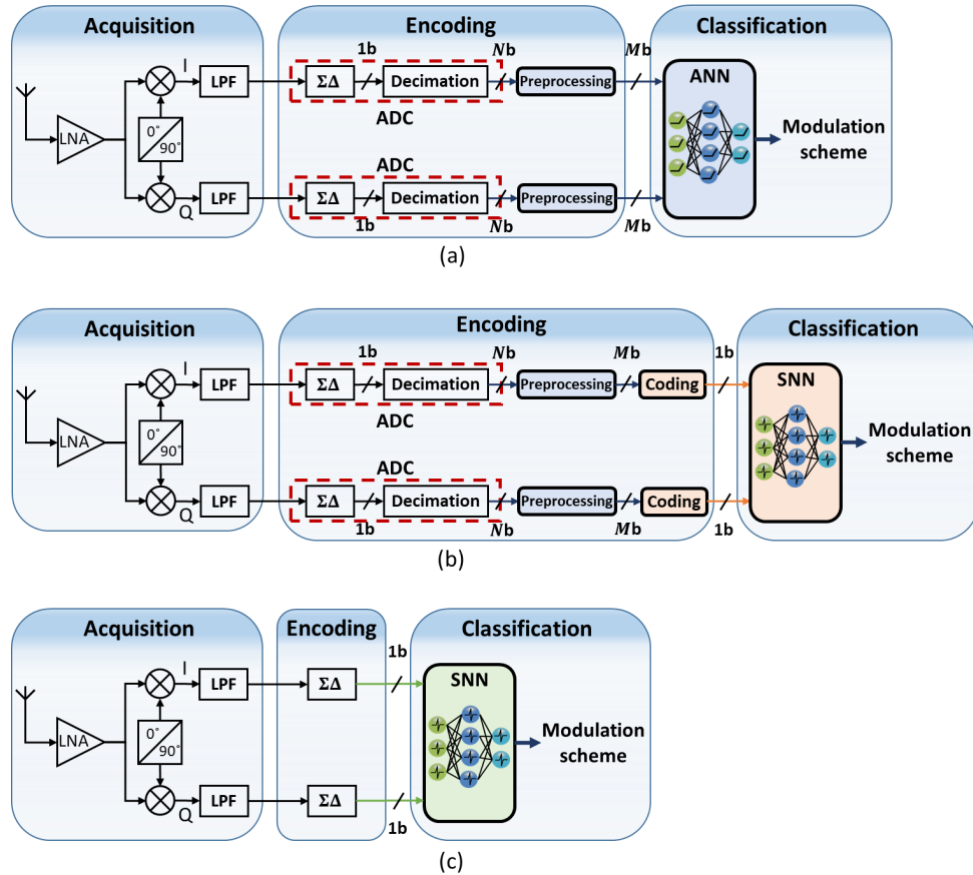 Acquisition Encoding Classification
1b Nb Mb
I LPF ΣΔ Decimation Preprocessing ANN
ADC
LNA 0° 90° Modulation scheme
ADC
Q LPF ΣΔ Decimation Preprocessing
1b Nb Mb
(a)
Acquisition Encoding Classification
1b Nb Mb 1b
I LPF ΣΔ Decimation Preprocessing Coding SNN
ADC
LNA 0° 90° Modulation scheme
ADC
Q LPF ΣΔ Decimation Preprocessing Coding
1b Nb Mb 1b
(b)
Acquisition Encoding Classification
1b
I LPF ΣΔ SNN
LNA 0° 90° Modulation scheme
Q LPF ΣΔ
1b
(c)